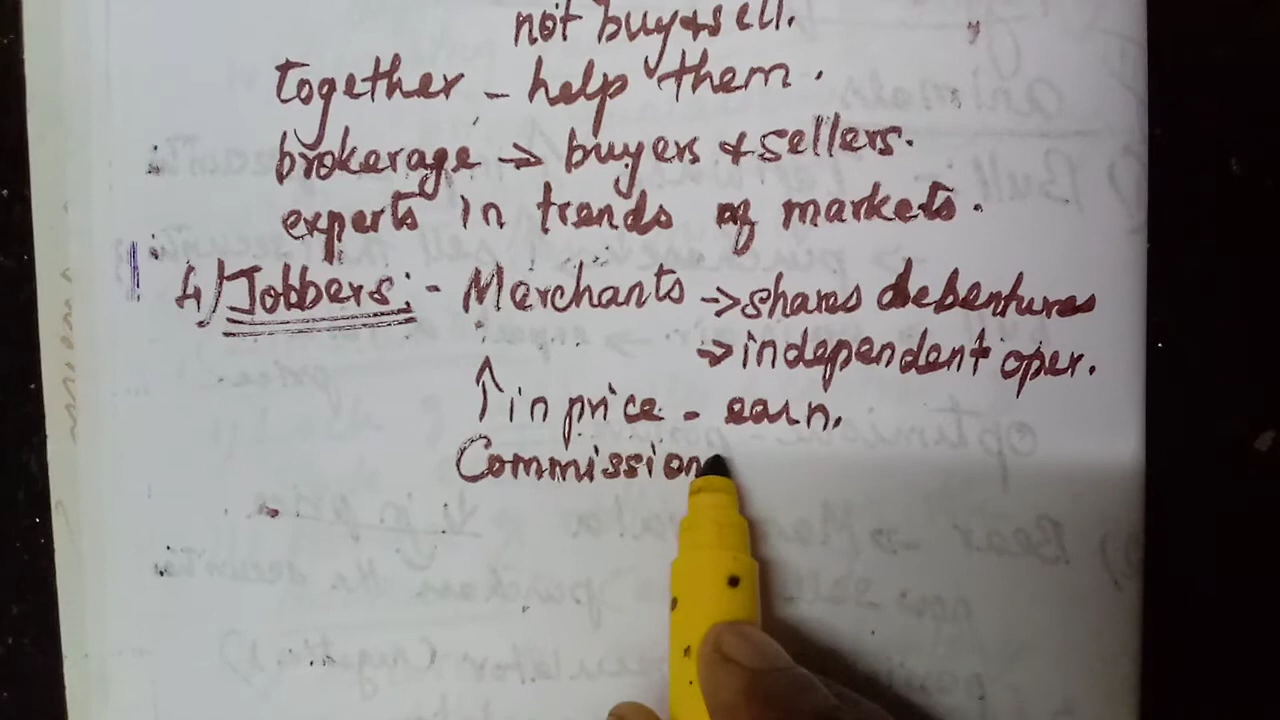 not buy & sell.
together - help them.
brokerage → buyers & sellers.
experts in trends of markets.
4) Jobbers: - Merchants → shares debentures
→ independent oper.
↑ in price - earn.
Commission